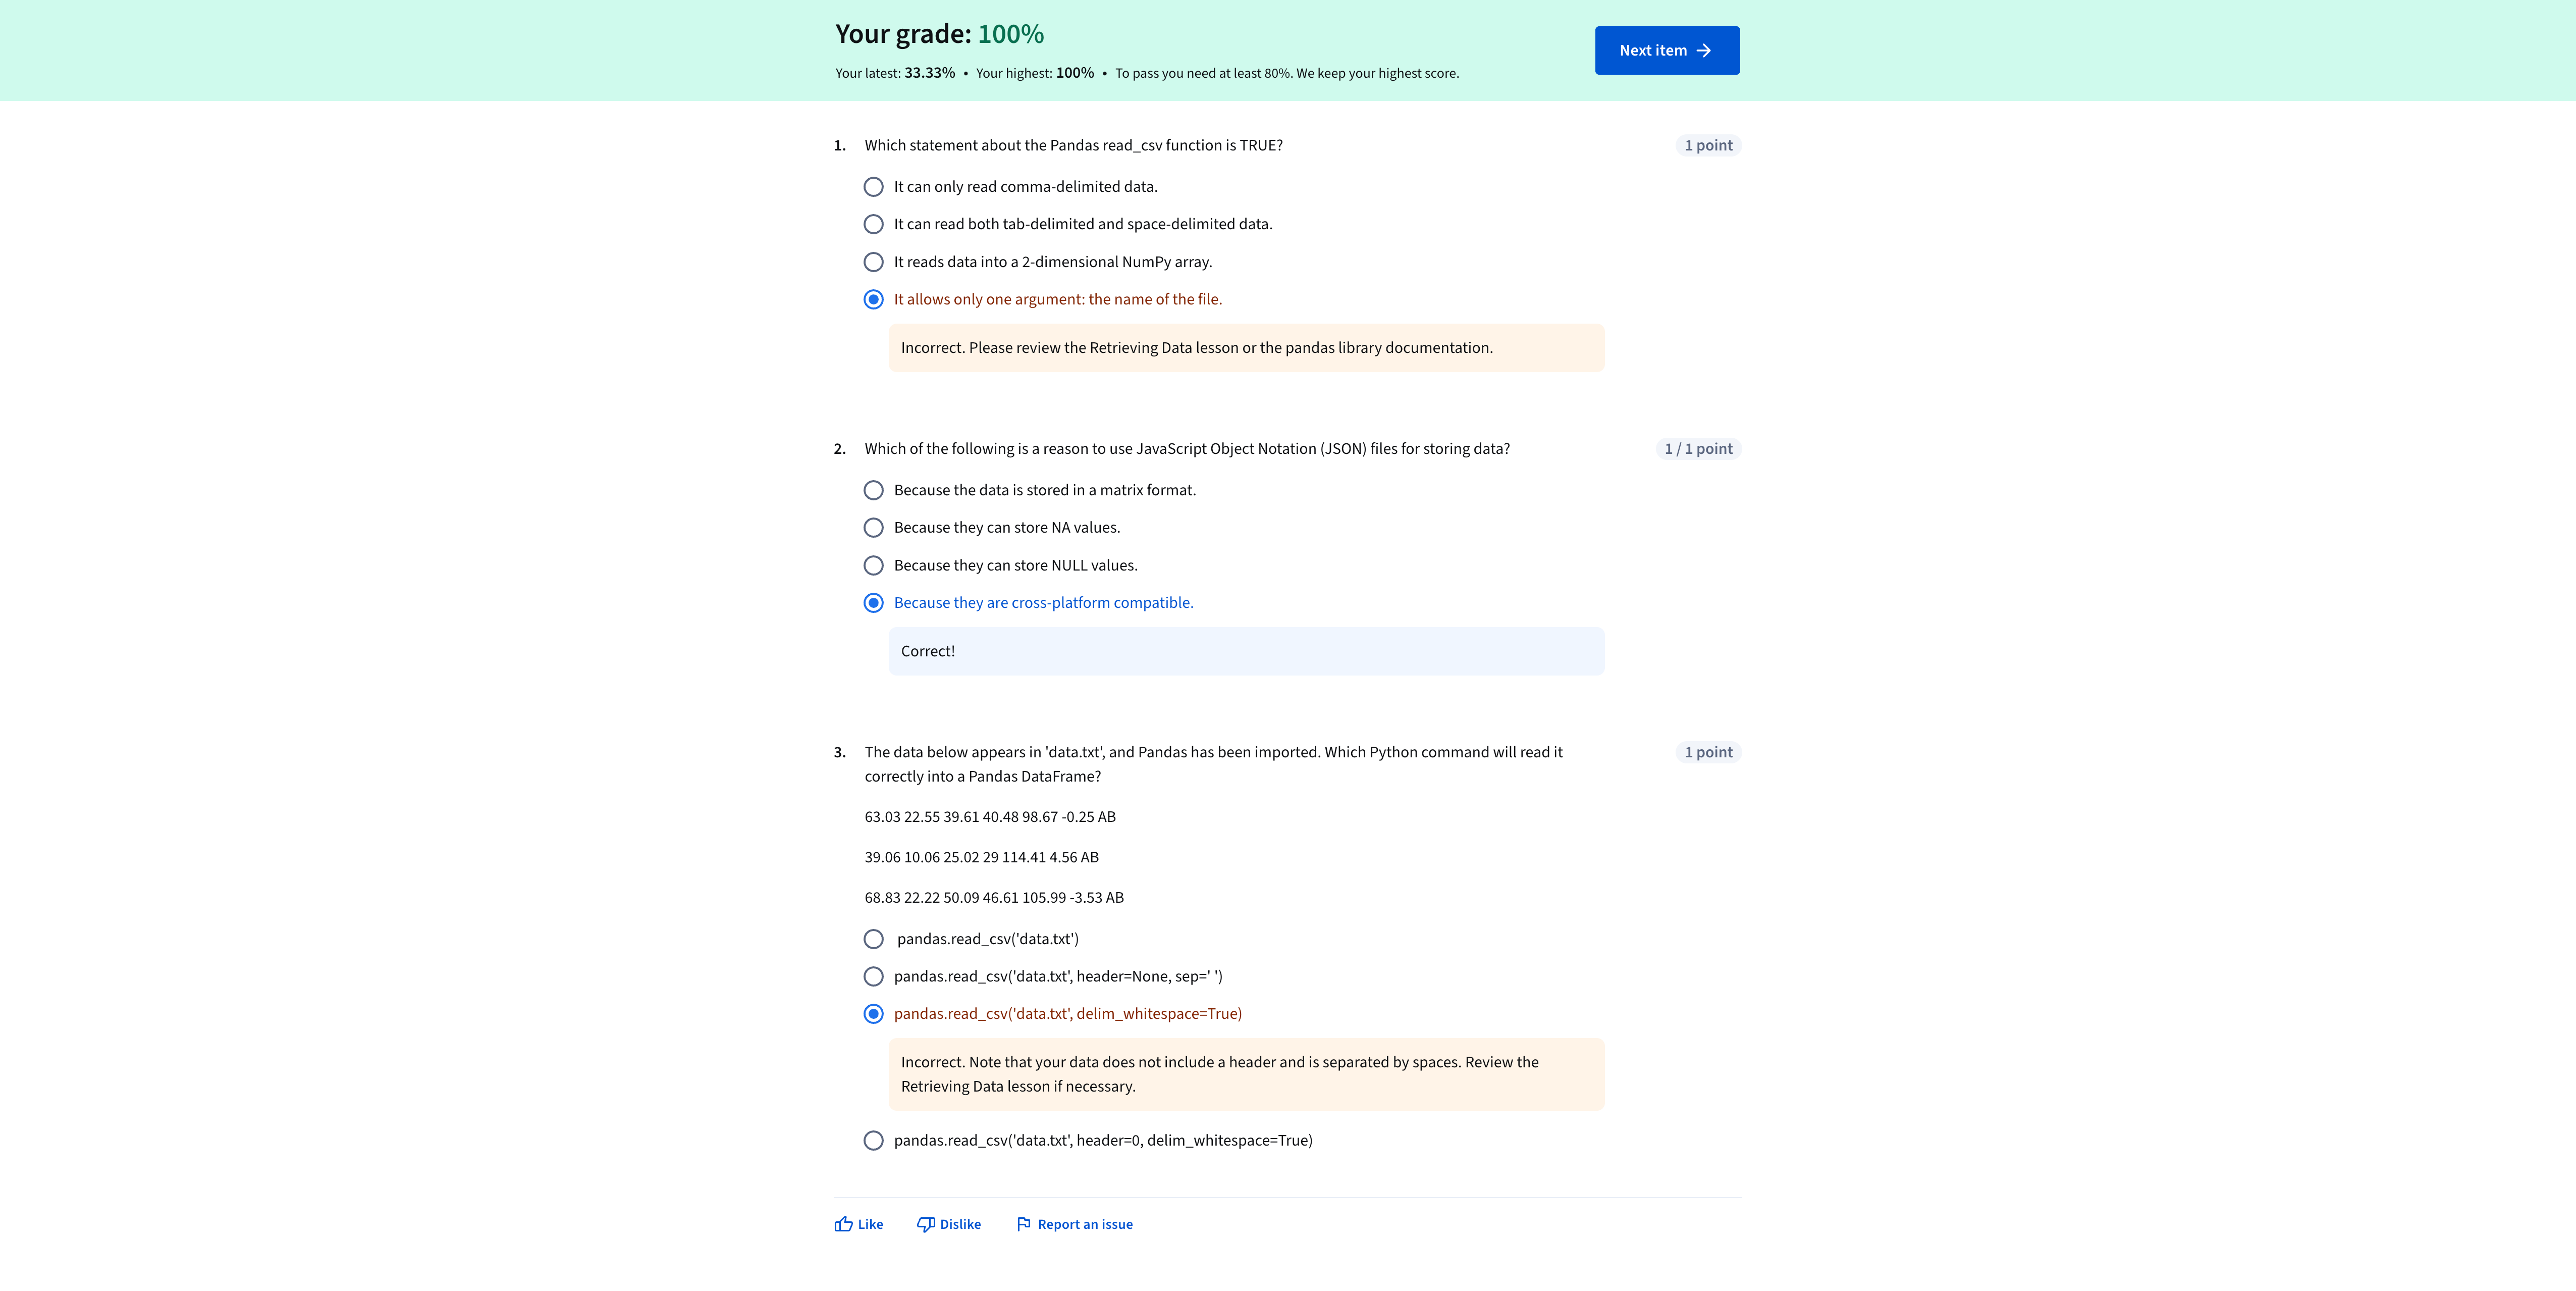 Your grade: 100%
Your latest: 33.33% • Your highest: 100% • To pass you need at least 80%. We keep your highest score.
Next item
1. Which statement about the Pandas read_csv function is TRUE?
1 point
It can only read comma-delimited data.
It can read both tab-delimited and space-delimited data.
It reads data into a 2-dimensional NumPy array.
It allows only one argument: the name of the file.
Incorrect. Please review the Retrieving Data lesson or the pandas library documentation.
2. Which of the following is a reason to use JavaScript Object Notation (JSON) files for storing data?
1 / 1 point
Because the data is stored in a matrix format.
Because they can store NA values.
Because they can store NULL values.
Because they are cross-platform compatible.
Correct!
3. The data below appears in 'data.txt', and Pandas has been imported. Which Python command will read it
correctly into a Pandas DataFrame?
1 point
63.03 22.55 39.61 40.48 98.67 -0.25 AB
39.06 10.06 25.02 29 114.41 4.56 AB
68.83 22.22 50.09 46.61 105.99 -3.53 AB
pandas.read_csv('data.txt')
pandas.read_csv('data.txt', header=None, sep=' ')
pandas.read_csv('data.txt', delim_whitespace=True)
Incorrect. Note that your data does not include a header and is separated by spaces. Review the
Retrieving Data lesson if necessary.
pandas.read_csv('data.txt', header=0, delim_whitespace=True)
Like
Dislike
Report an issue